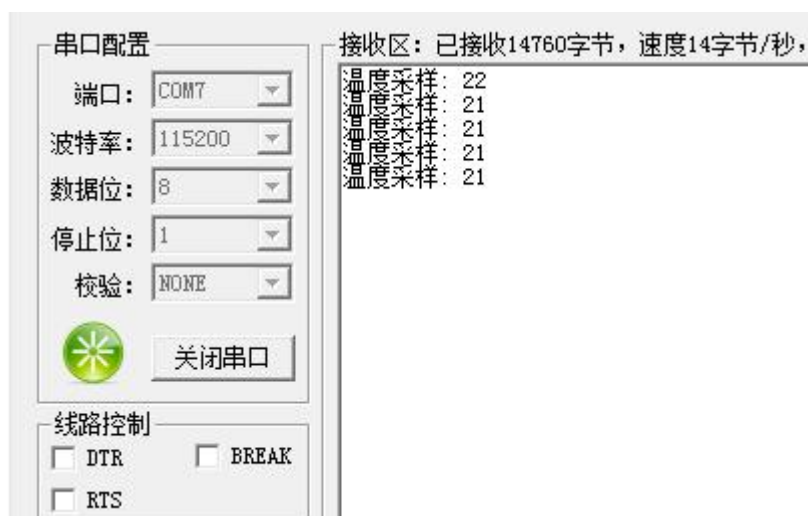 串口配置
端口： COM7
波特率： 115200
数据位： 8
停止位： 1
校验： NONE
关闭串口
线路控制
DTR
BREAK
RTS
接收区：已接收14760字节，速度14字节/秒，
温度采样: 22
温度采样: 21
温度采样: 21
温度采样: 21
温度采样: 21